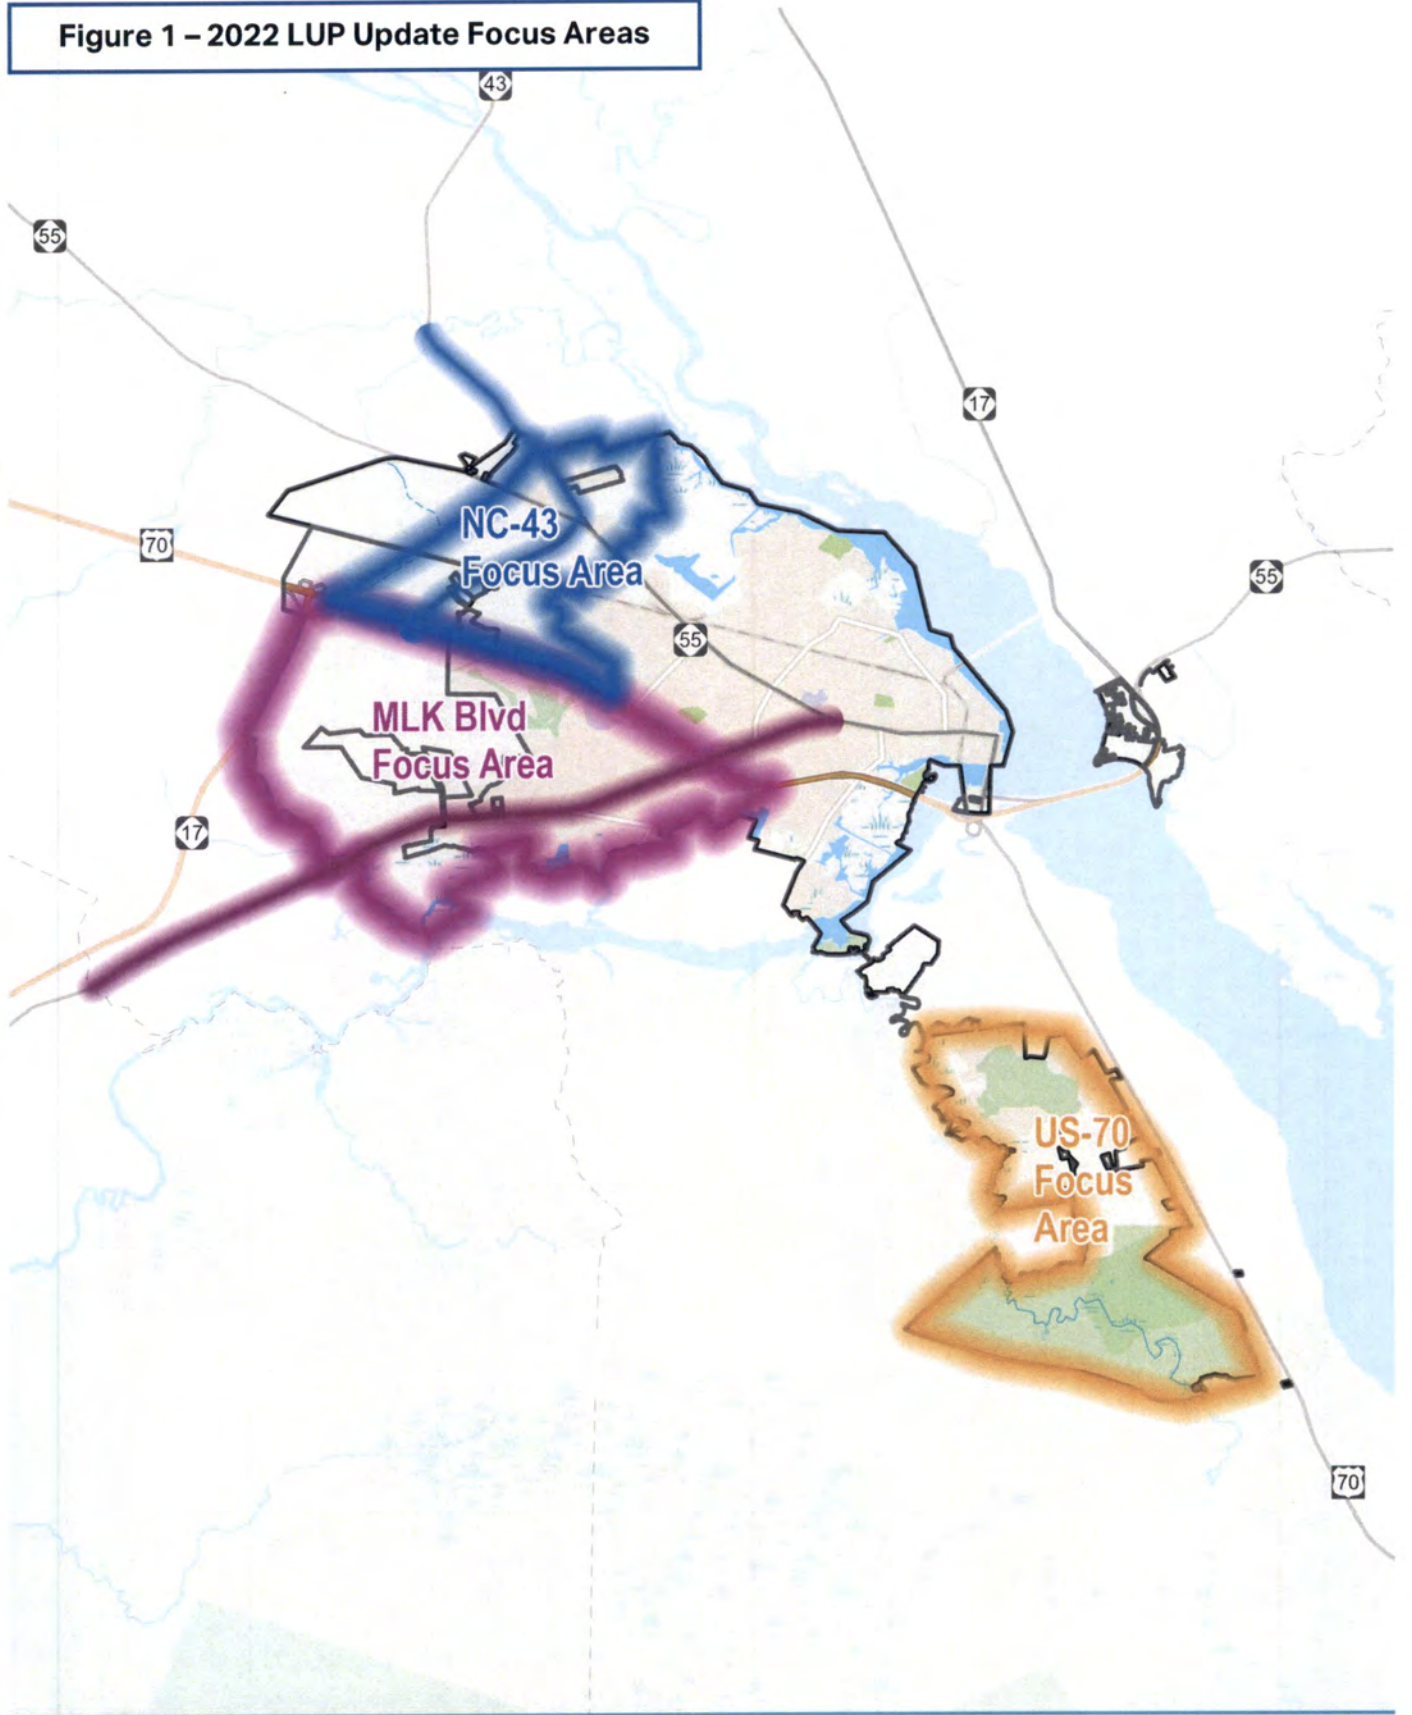 Figure 1 – 2022 LUP Update Focus Areas
43
55
17
70
55
NC-43
Focus Area
55
MLK Blvd
Focus Area
17
US-70
Focus
Area
70